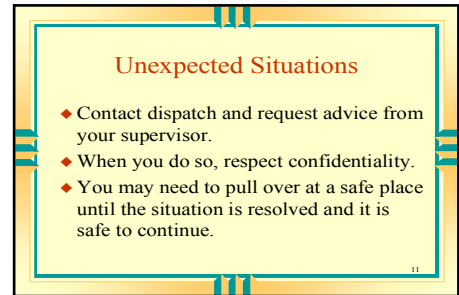 Unexpected Situations
◆ Contact dispatch and request advice from
your supervisor.
◆ When you do so, respect confidentiality.
◆ You may need to pull over at a safe place
until the situation is resolved and it is
safe to continue.
11